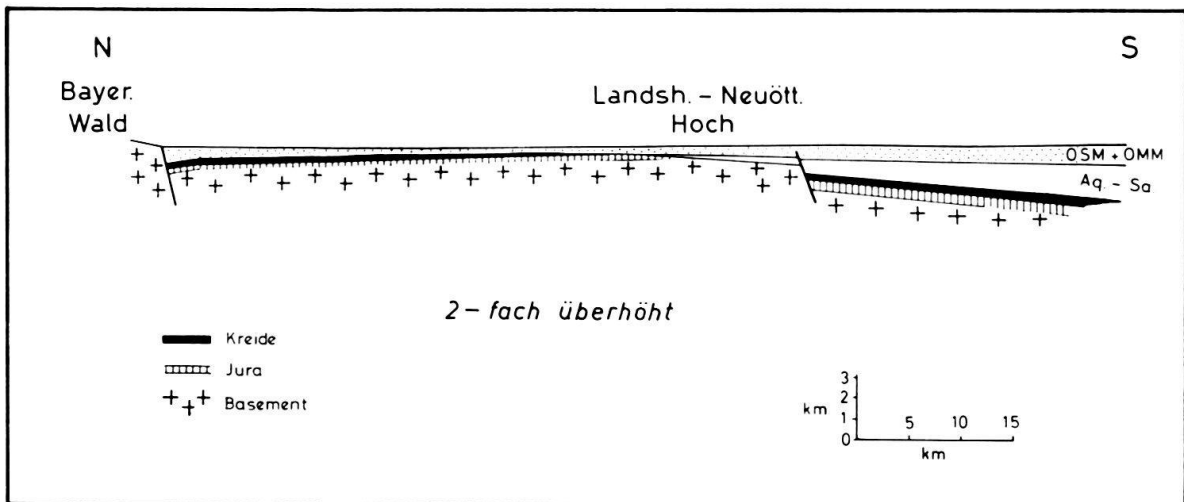 N
S
Bayer.
Wald
Landsh. - Neuött.
Hoch
OSM + OMM
Aq. - Sa
2 - fach überhöht
Kreide
Jura
Basement
3
2
km 1
0
5 10 15
km